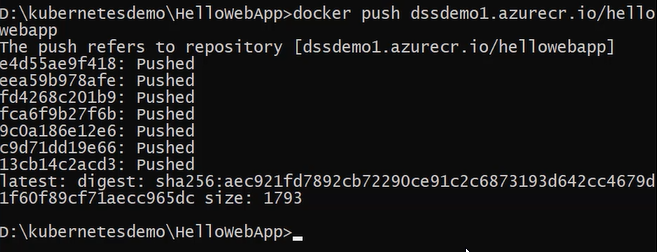 D:\kubernetesdemo\HelloWebApp>docker push dssdemo1.azurecr.io/hello
webapp
The push refers to repository [dssdemo1.azurecr.io/hellowebapp]
e4d55ae9f418: Pushed
eea59b978afe: Pushed
fd4268c201b9: Pushed
fca6f9b27f6b: Pushed
9c0a186e12e6: Pushed
c9d71dd19e66: Pushed
13cb14c2acd3: Pushed
latest: digest: sha256:aec921fd7892cb72290ce91c2c6873193d642cc4679d
1f60f89cf71aecc965dc size: 1793
D:\kubernetesdemo\HelloWebApp>